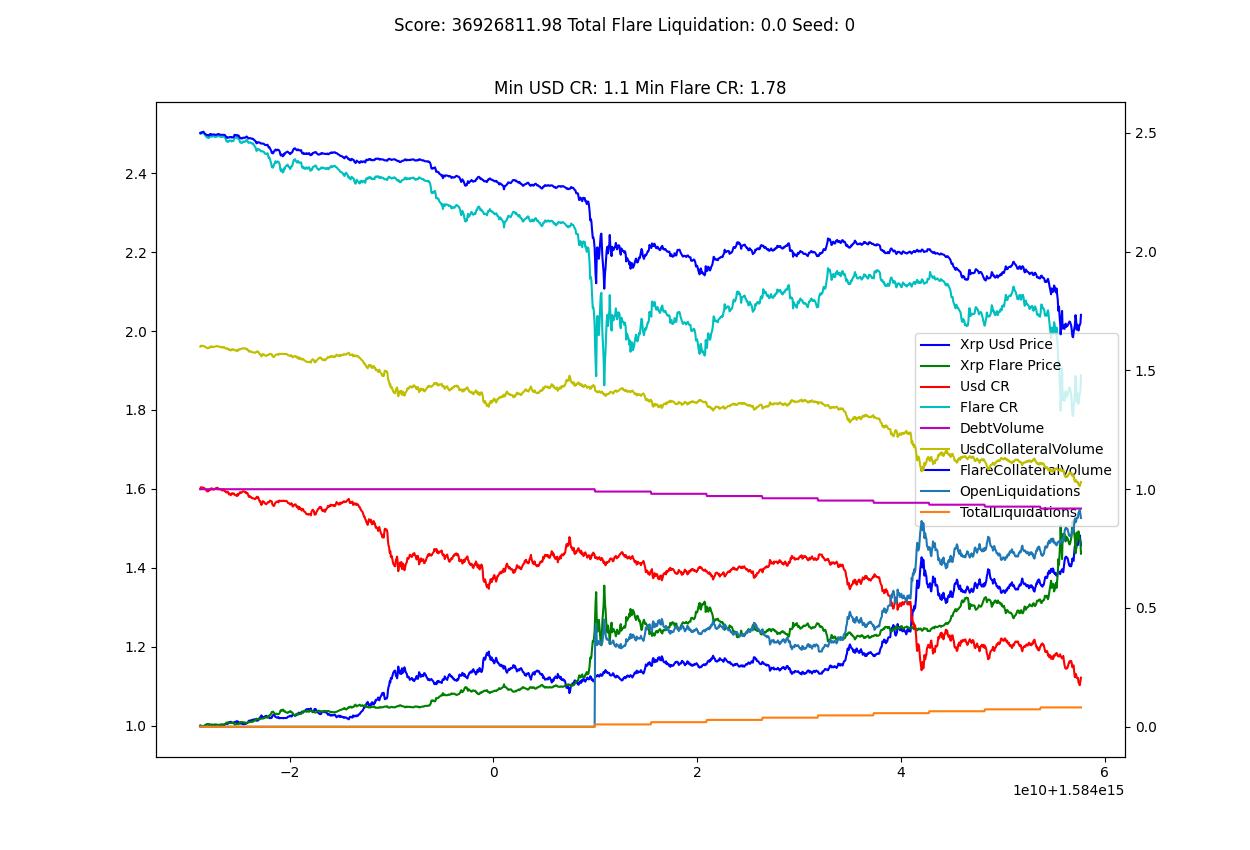 Score: 36926811.98 Total Flare Liquidation: 0.0 Seed: 0
Min USD CR: 1.1 Min Flare CR: 1.78
2.4
2.2
2.0
1.8
1.6
1.4
1.2
1.0
2.5
2.0
1.5
1.0
0.5
0.0
Xrp Usd Price
Xrp Flare Price
Usd CR
Flare CR
DebtVolume
UsdCollateralVolume
FlareCollateralVolume
OpenLiquidations
TotalLiquidations
−2 0 2 4 6
1e10+1.584e15